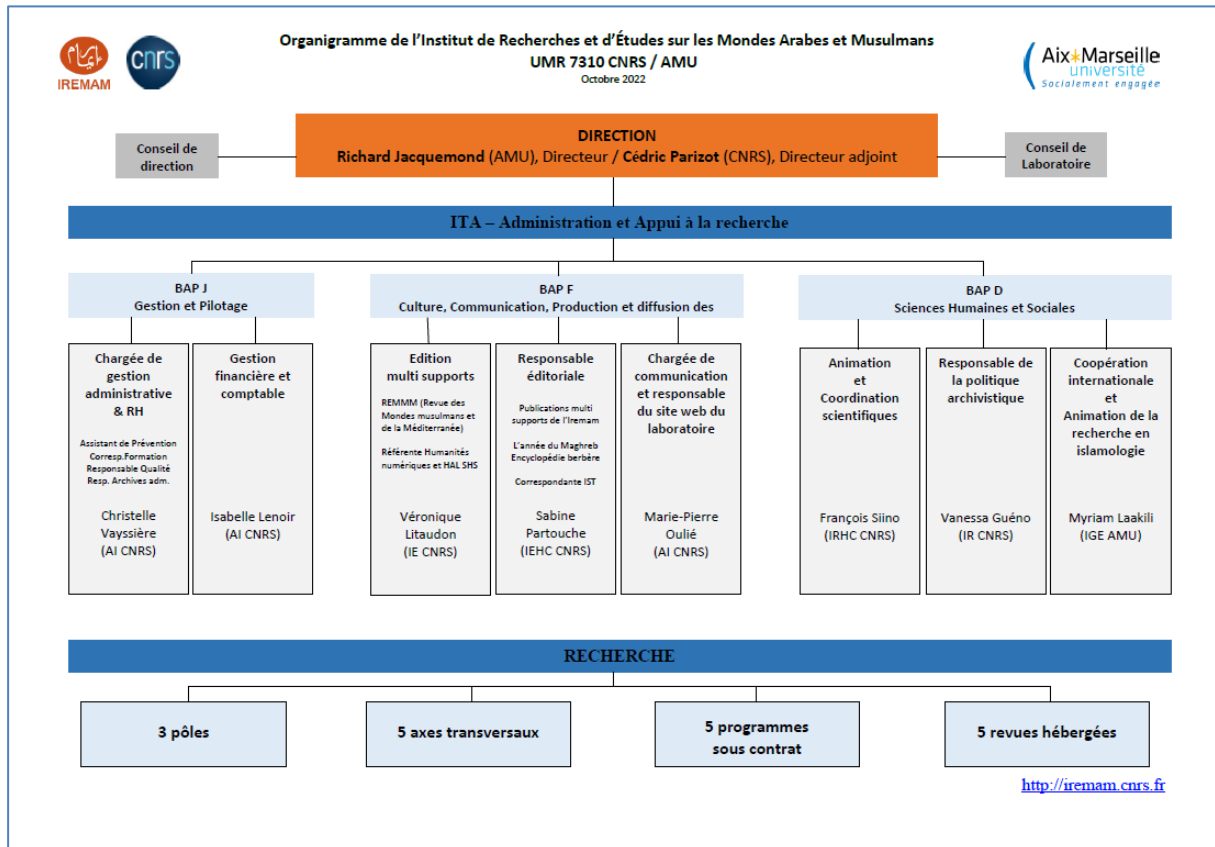 Organigramme de l'Institut de Recherches et d'Études sur les Mondes Arabes et Musulmans
UMR 7310 CNRS / AMU
Octobre 2022
IREMAM
cnrs
Aix*Marseille
université
Socialement engagée
Conseil de
direction
DIRECTION
Richard Jacquemond (AMU), Directeur / Cédric Parizot (CNRS), Directeur adjoint
Conseil de
Laboratoire
ITA – Administration et Appui à la recherche
BAP J
Gestion et Pilotage
BAP F
Culture, Communication, Production et diffusion des
BAP D
Sciences Humaines et Sociales
Chargée de
gestion
administrative
& RH
Assistant de Prévention
Corresp.Formation
Responsable Qualité
Resp. Archives adm.
Christelle
Vayssière
(AI CNRS)
Gestion
financière et
comptable
Isabelle Lenoir
(AI CNRS)
Edition
multi supports
REMMM (Revue des
Mondes musulmans et
de la Méditerranée)
Référente Humanités
numériques et HAL SHS
Véronique
Litaudon
(IE CNRS)
Responsable
éditoriale
Publications multi
supports de l'Iremam
L'année du Maghreb
Encyclopédie berbère
Correspondante IST
Sabine
Partouche
(IEHC CNRS)
Chargée de
communication
et responsable
du site web du
laboratoire
Marie-Pierre
Oulié
(AI CNRS)
Animation
et
Coordination
scientifiques
François Siino
(IRHC CNRS)
Responsable de
la politique
archivistique
Vanessa Guéno
(IR CNRS)
Coopération
internationale
et
Animation de la
recherche en
islamologie
Myriam Laakili
(IGE AMU)
RECHERCHE
3 pôles
5 axes transversaux
5 programmes
sous contrat
5 revues hébergées
http://iremam.cnrs.fr